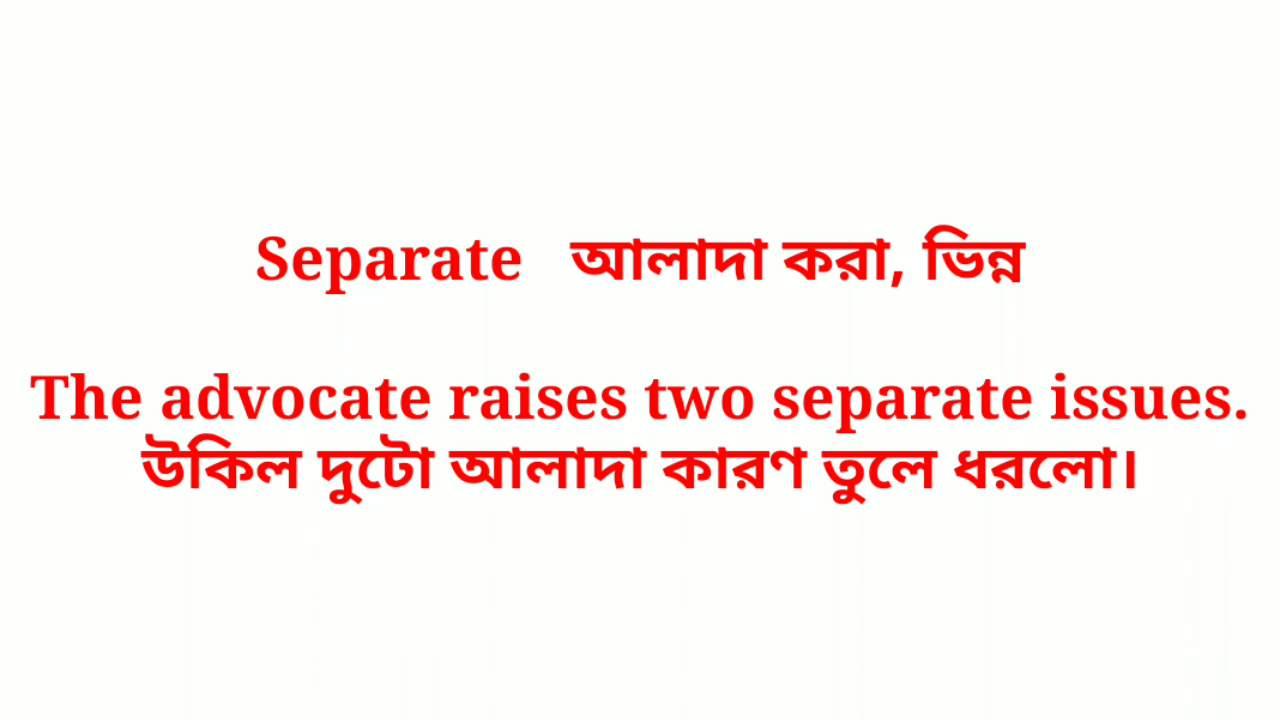 Separate আলাদা করা, ভিন্ন
The advocate raises two separate issues.
উকিল দুটো আলাদা কারণ তুলে ধরলো।